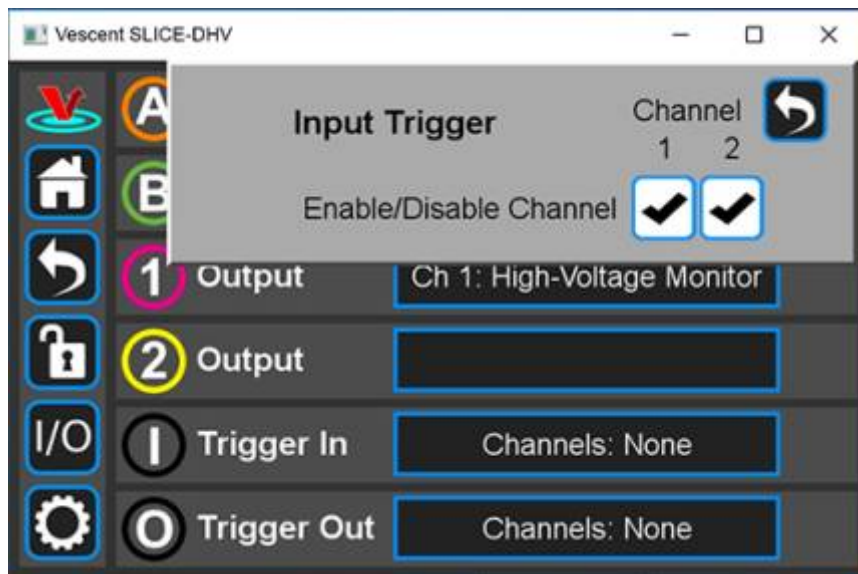 Vescent SLICE-DHV
A
Input Trigger
Channel
1 2
B
Enable/Disable Channel
1 Output Ch 1: High-Voltage Monitor
2 Output
I/O
I Trigger In Channels: None
O Trigger Out Channels: None